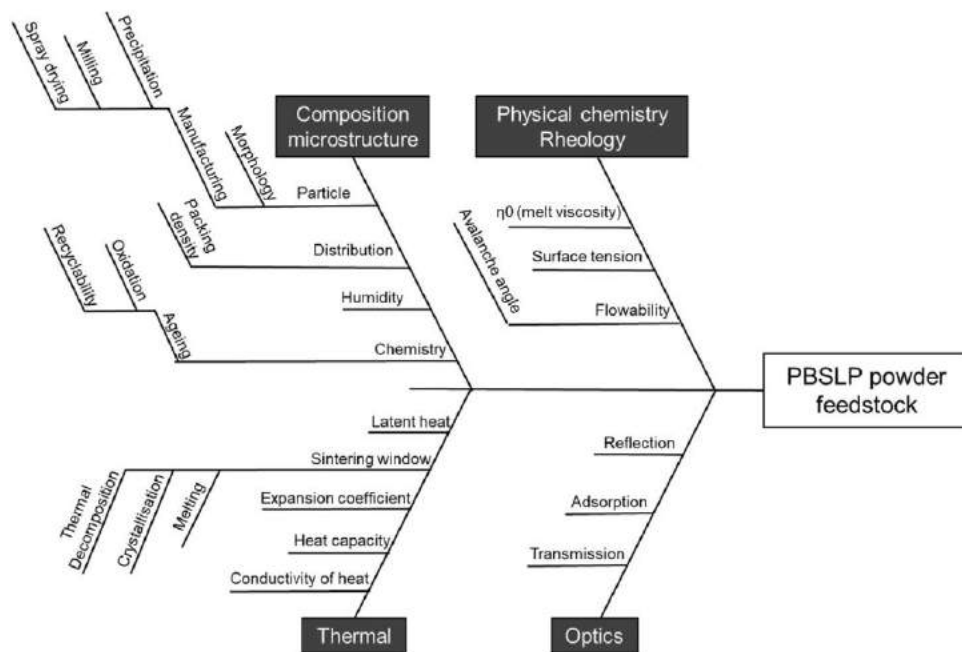 Spray drying
Milling
Precipitation
Manufacturing
Morphology
Composition
microstructure
Particle
Packing
density
Distribution
Humidity
Recyclability
Oxidation
Ageing
Chemistry
Physical chemistry
Rheology
η0 (melt viscosity)
Surface tension
Avalanche angle
Flowability
PBSLP powder
feedstock
Latent heat
Sintering window
Thermal
Decomposition
Crystaltisation
Melting
Expansion coefficient
Heat capacity
Conductivity of heat
Thermal
Reflection
Adsorption
Transmission
Optics